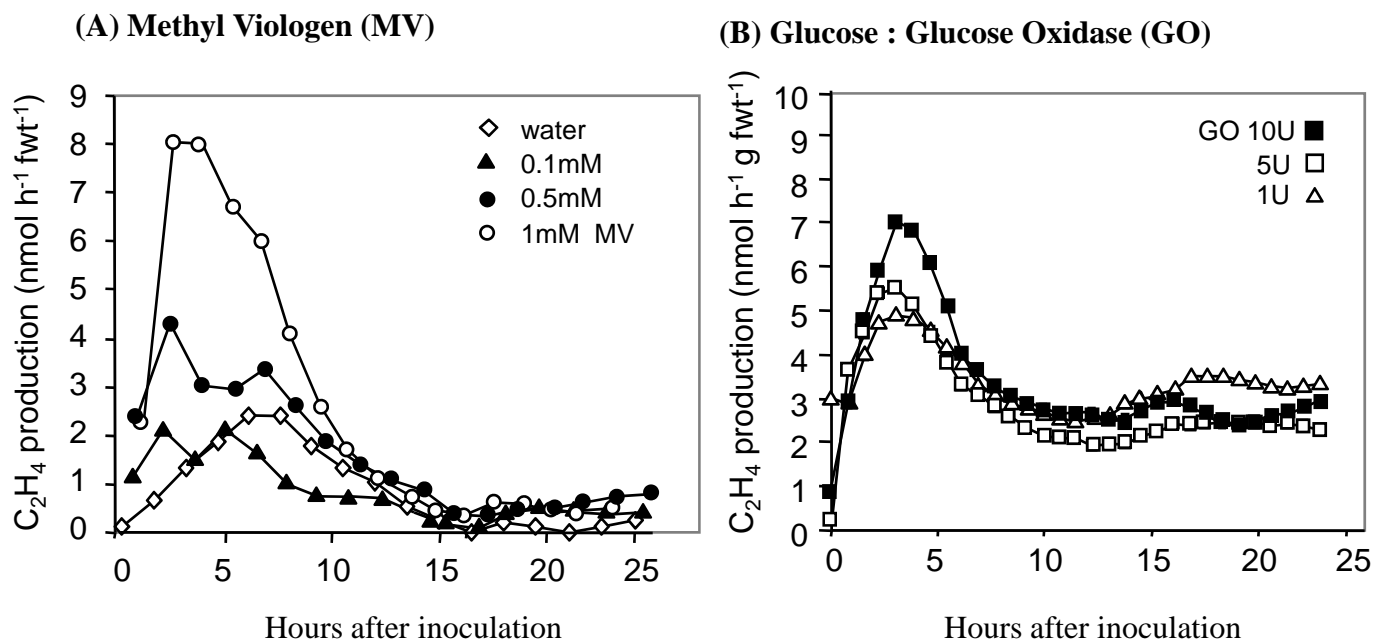 (A) Methyl Viologen (MV)
C₂H₄ production (nmol h⁻¹ fwt⁻¹)
9
8
7
6
5
4
3
2
1
0
water
0.1mM
0.5mM
1mM MV
0 5 10 15 20 25
Hours after inoculation
(B) Glucose : Glucose Oxidase (GO)
C₂H₄ production (nmol h⁻¹ g fwt⁻¹)
10
9
8
7
6
5
4
3
2
1
0
GO 10U
5U
1U
0 5 10 15 20 25
Hours after inoculation